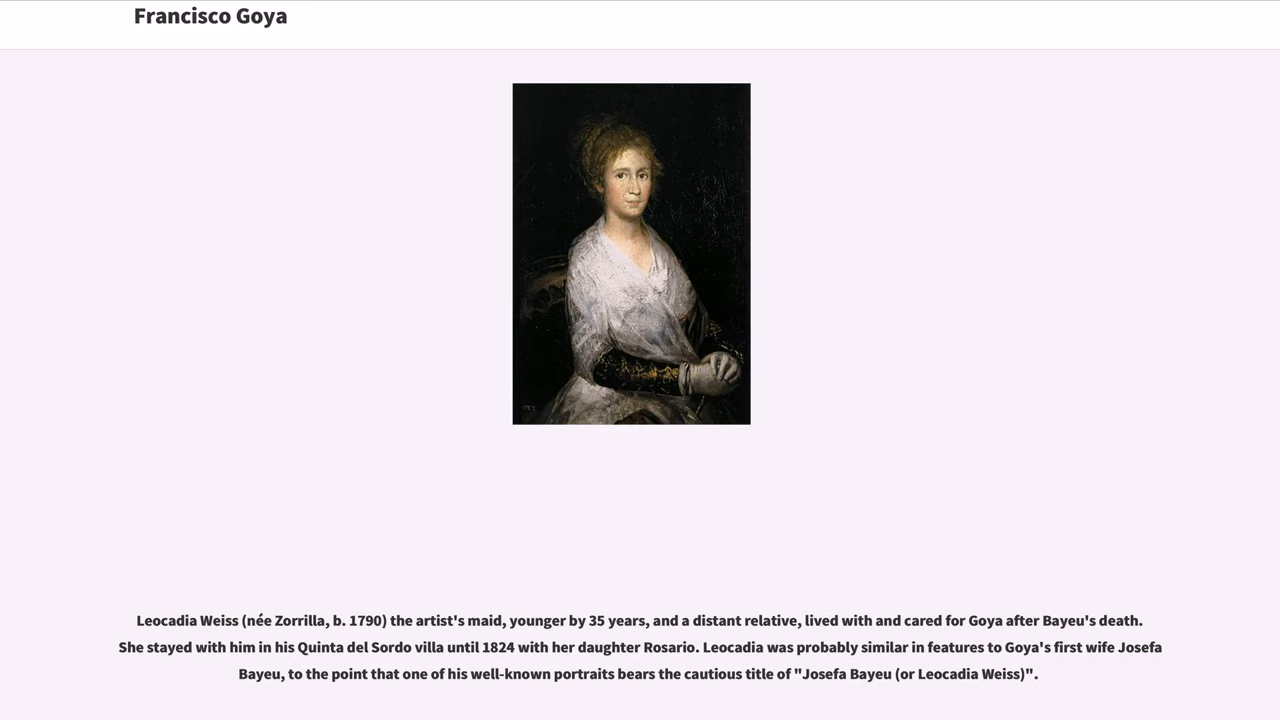 Francisco Goya
Leocadia Weiss (née Zorrilla, b. 1790) the artist's maid, younger by 35 years, and a distant relative, lived with and cared for Goya after Bayeu's death.
She stayed with him in his Quinta del Sordo villa until 1824 with her daughter Rosario. Leocadia was probably similar in features to Goya's first wife Josefa
Bayeu, to the point that one of his well-known portraits bears the cautious title of "Josefa Bayeu (or Leocadia Weiss)".